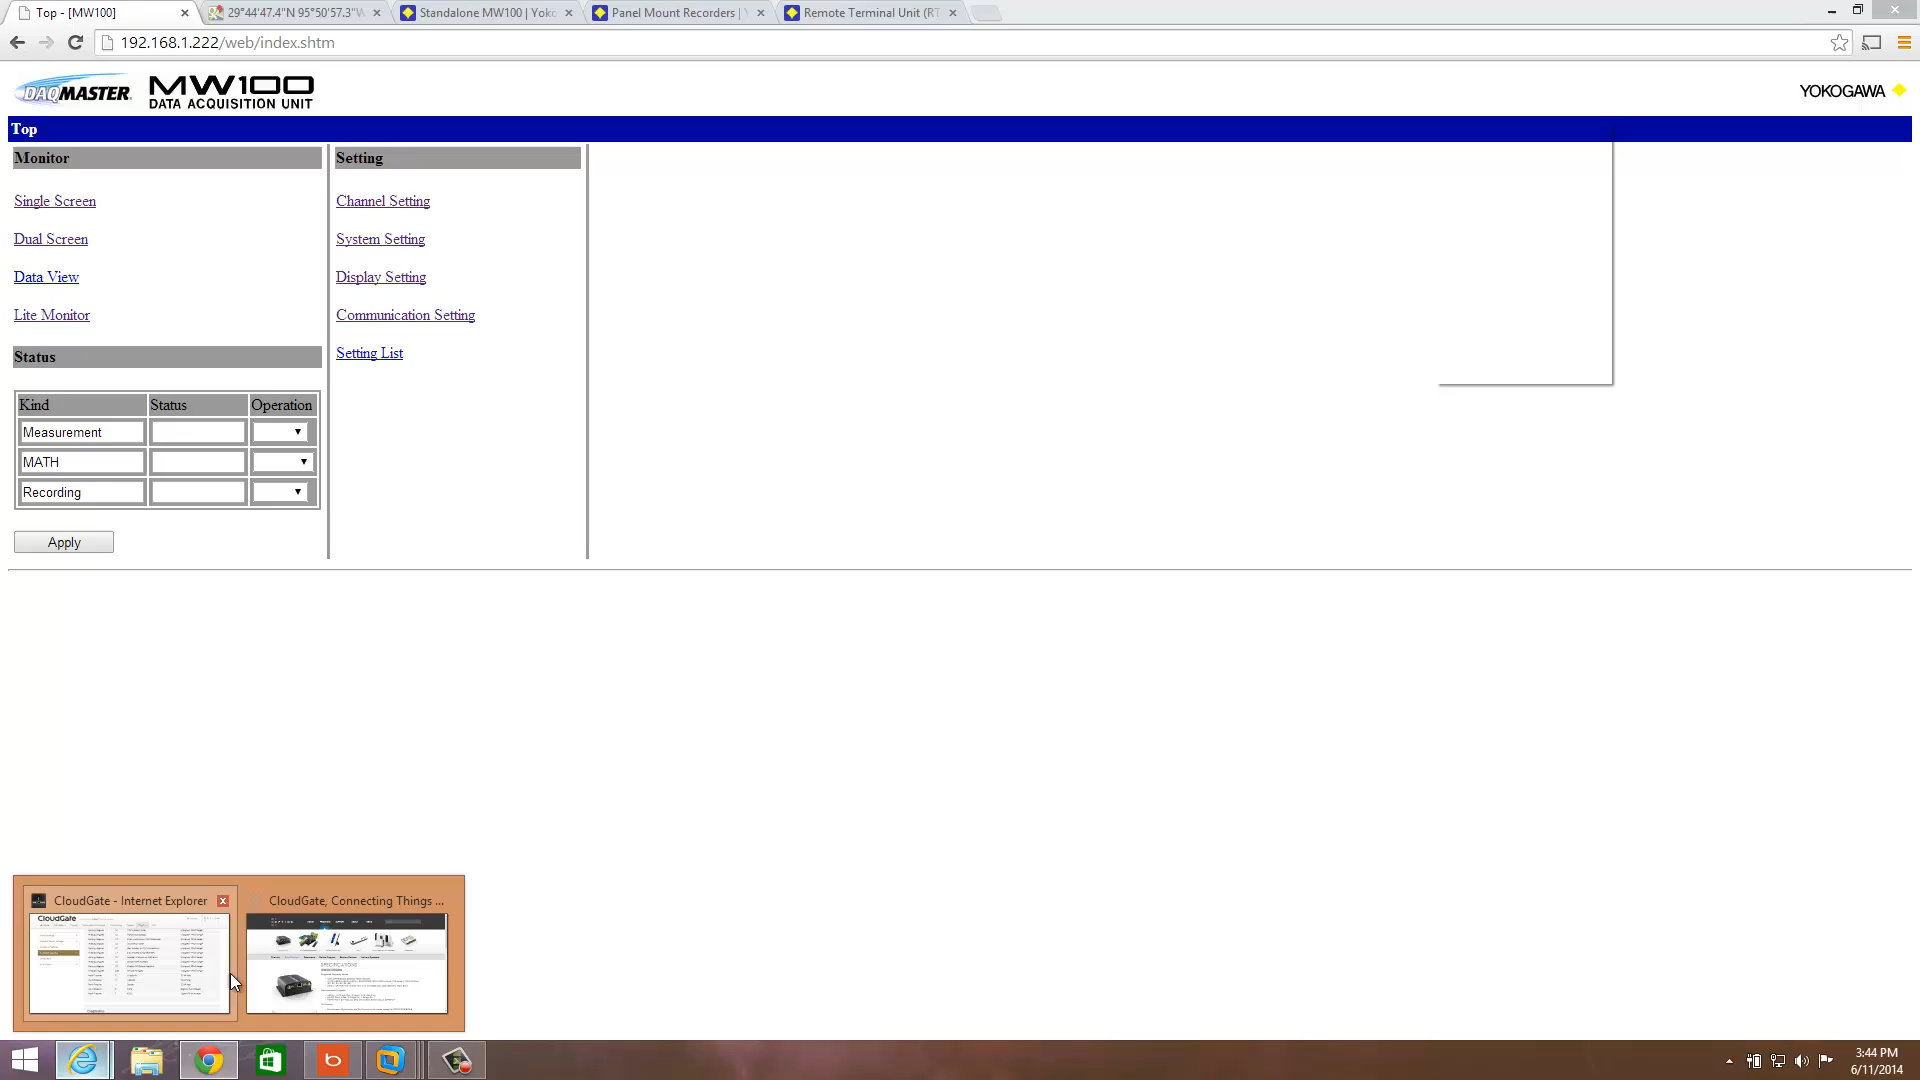 Top - [MW100]
29°44'47.4"N 95°50'57.3"W
Standalone MW100 | Yoko
Panel Mount Recorders | Y
Remote Terminal Unit (RT
192.168.1.222/web/index.shtm
DAQMASTER
MW100
DATA ACQUISITION UNIT
YOKOGAWA
Top
Monitor
Single Screen
Dual Screen
Data View
Lite Monitor
Status
Kind Status Operation
Measurement
MATH
Recording
Apply
Setting
Channel Setting
System Setting
Display Setting
Communication Setting
Setting List
CloudGate - Internet Explorer
CloudGate, Connecting Things ...
CloudGate
SPECIFICATIONS
3:44 PM
6/11/2014